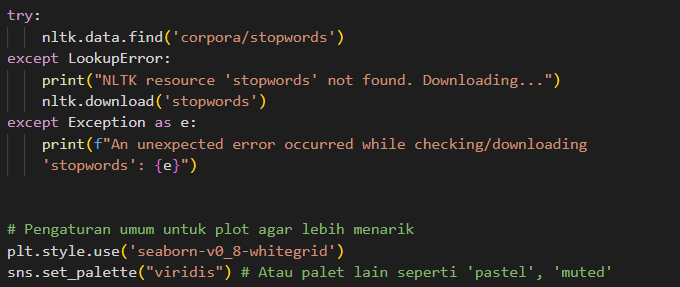 try:
    nltk.data.find('corpora/stopwords')
except LookupError:
    print("NLTK resource 'stopwords' not found. Downloading...")
    nltk.download('stopwords')
except Exception as e:
    print(f"An unexpected error occurred while checking/downloading
    'stopwords': {e}")
# Pengaturan umum untuk plot agar lebih menarik
plt.style.use('seaborn-v0_8-whitegrid')
sns.set_palette("viridis") # Atau palet lain seperti 'pastel', 'muted'